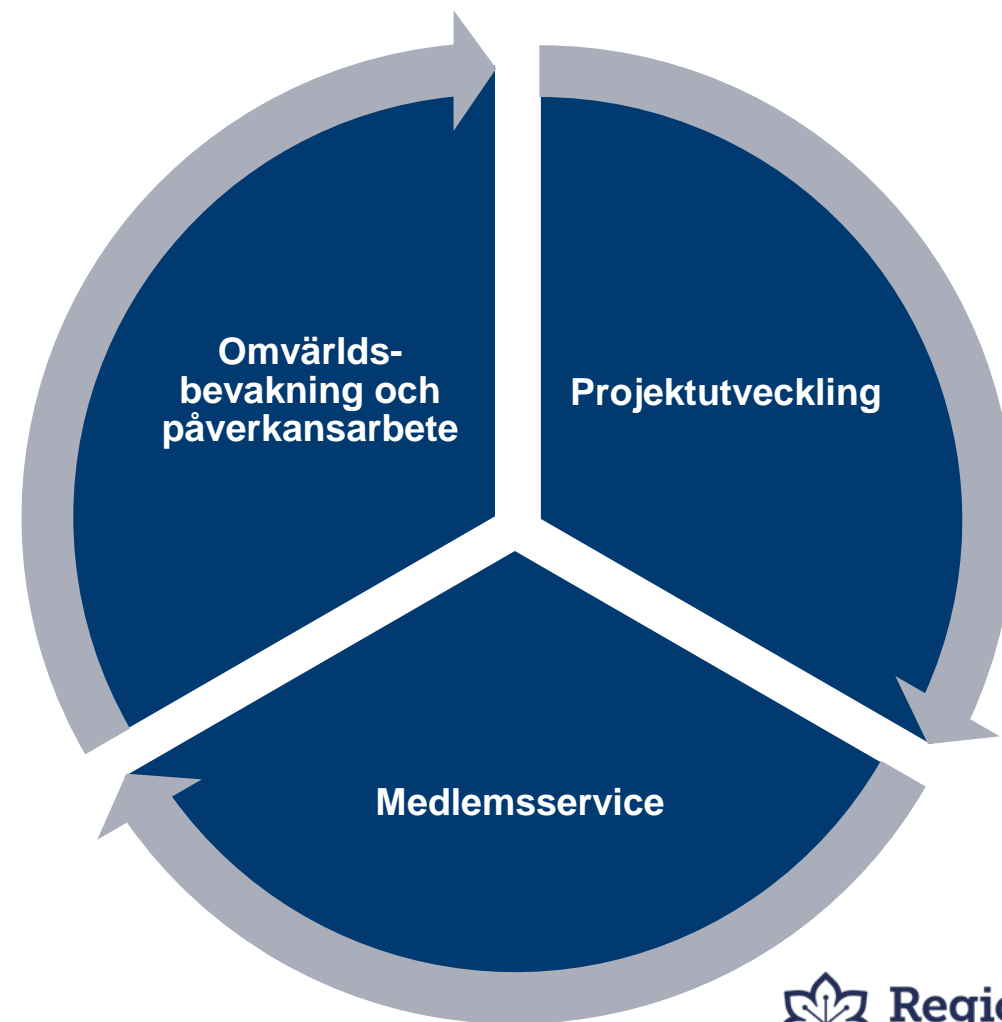 Omvärlds-
bevakning och
påverkansarbete
Projektutveckling
Medlemsservice